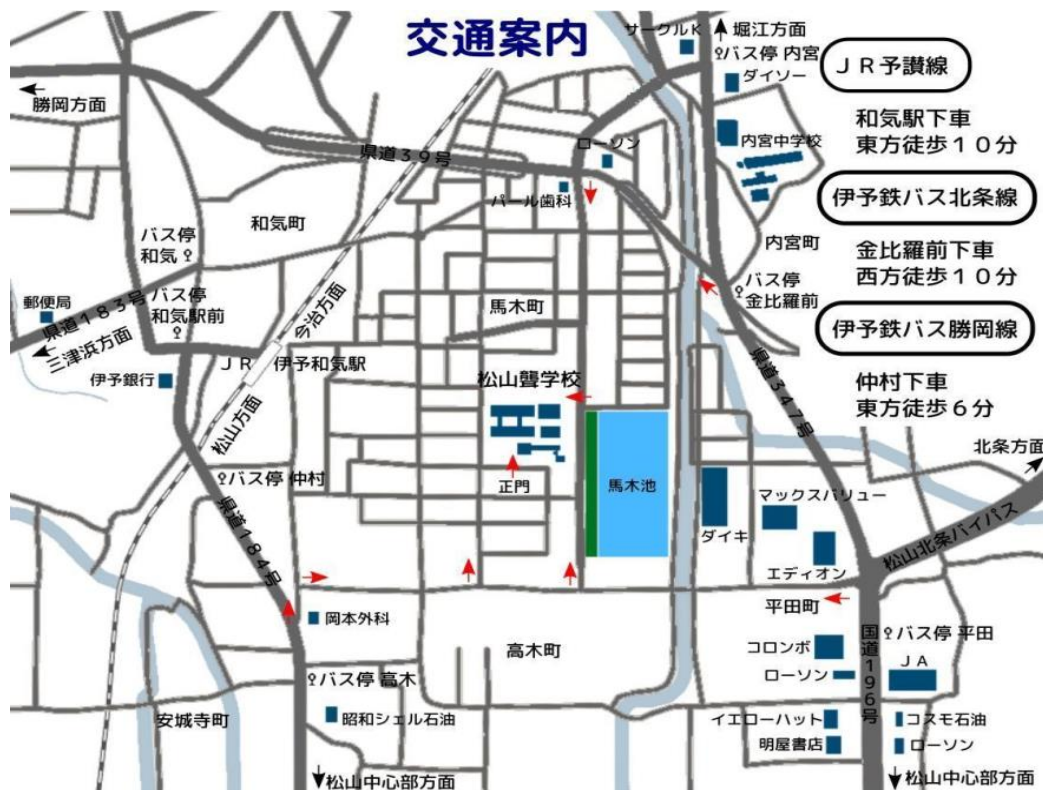 交通案内
サークルK
堀江方面
バス停 内宮
ダイソー
JR予讃線
勝岡方面
和気駅下車
東方徒歩10分
内宮中学校
県道39号
ローソン
パール歯科
伊予鉄バス北条線
和気町
バス停
和気
内宮町
金比羅前下車
西方徒歩10分
バス停
金比羅前
郵便局
県道183号
バス停
和気駅前
今治方面
馬木町
三津浜方面
伊予鉄バス勝岡線
JR 伊予和気駅
伊予銀行
松山聾学校
県道347号
仲村下車
東方徒歩6分
松山方面
北条方面
バス停 仲村
正門
馬木池
マックスバリュー
ダイキ
県道184号
松山北条バイパス
エディオン
平田町
岡本外科
国道196号
バス停 平田
コロンボ
高木町
JA
ローソン
バス停 高木
安城寺町
昭和シェル石油
イエローハット
コスモ石油
明屋書店
ローソン
松山中心部方面
松山中心部方面